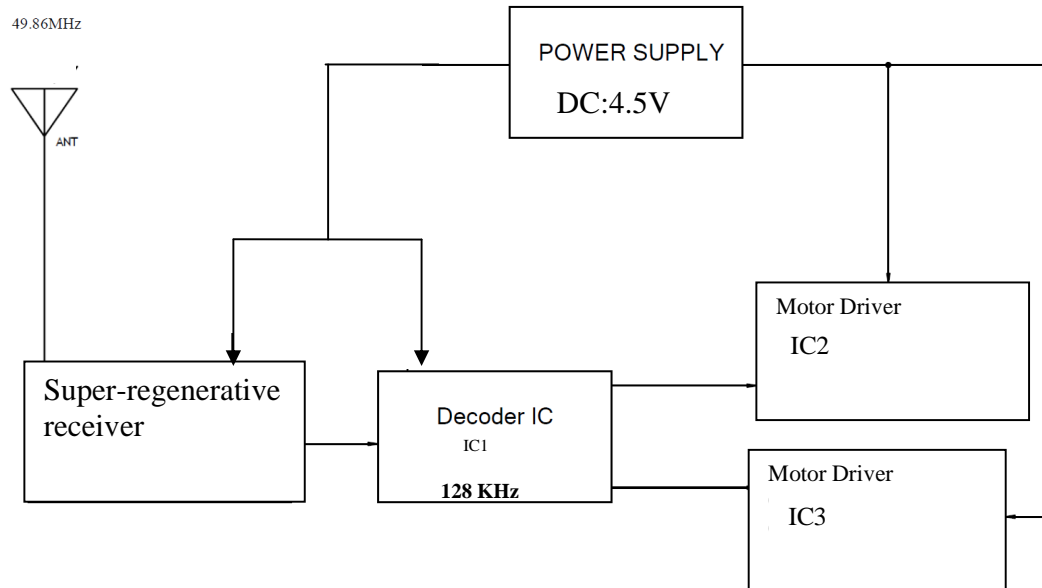 49.86MHz
ANT
POWER SUPPLY
DC:4.5V
Super-regenerative
receiver
Decoder IC
IC1
128 KHz
Motor Driver
IC2
Motor Driver
IC3